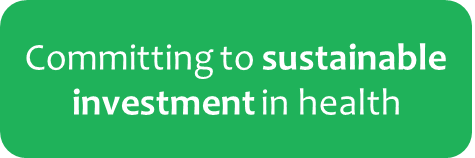 Committing to sustainable
investment in health